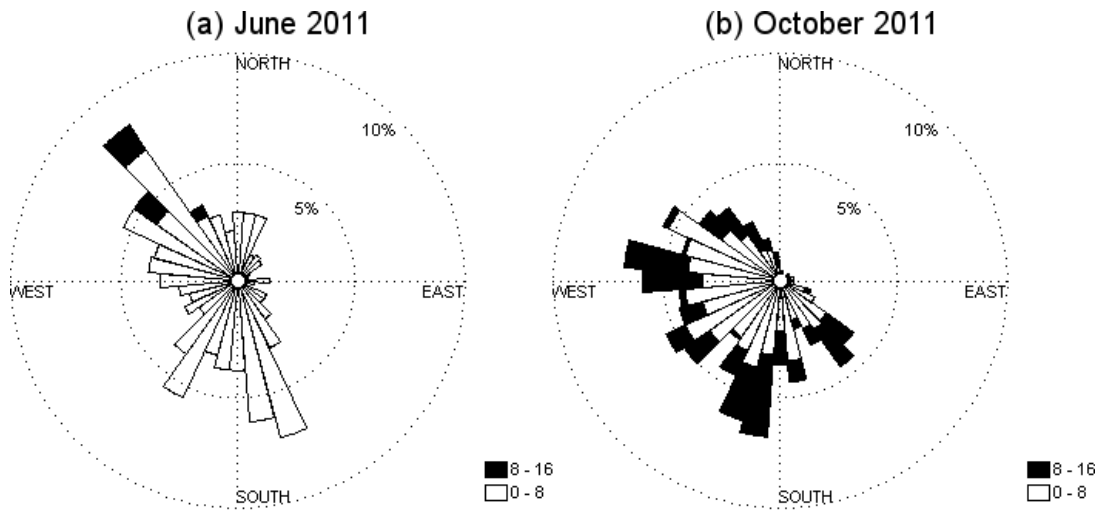 (a) June 2011
NORTH
10%
5%
WEST
EAST
SOUTH
8 - 16
0 - 8
(b) October 2011
NORTH
10%
5%
WEST
EAST
SOUTH
8 - 16
0 - 8